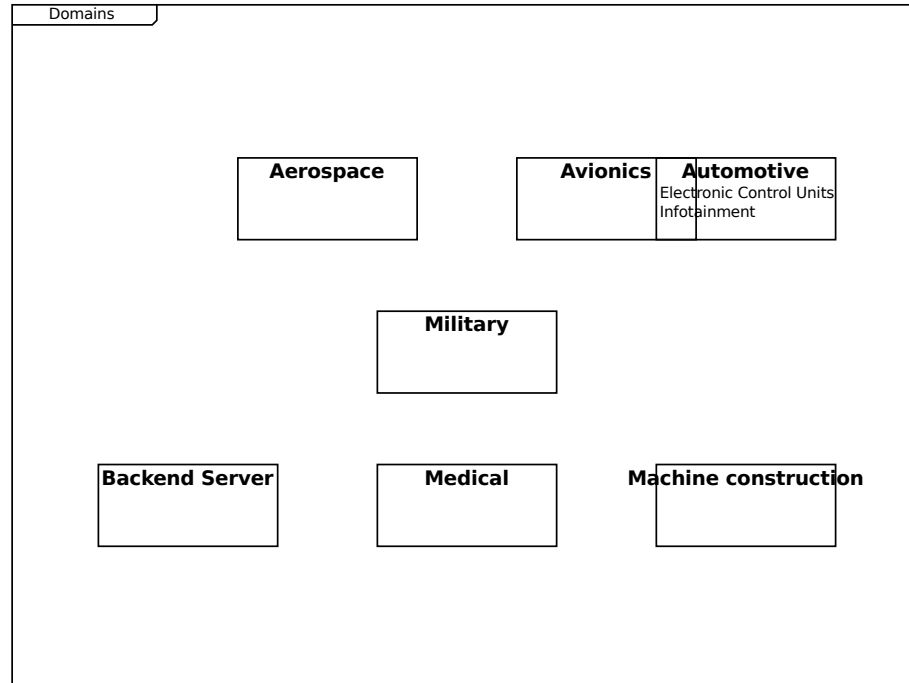 Domains
Aerospace
Avionics
Automotive
Electronic Control Units
Infotainment
Military
Backend Server
Medical
Machine construction